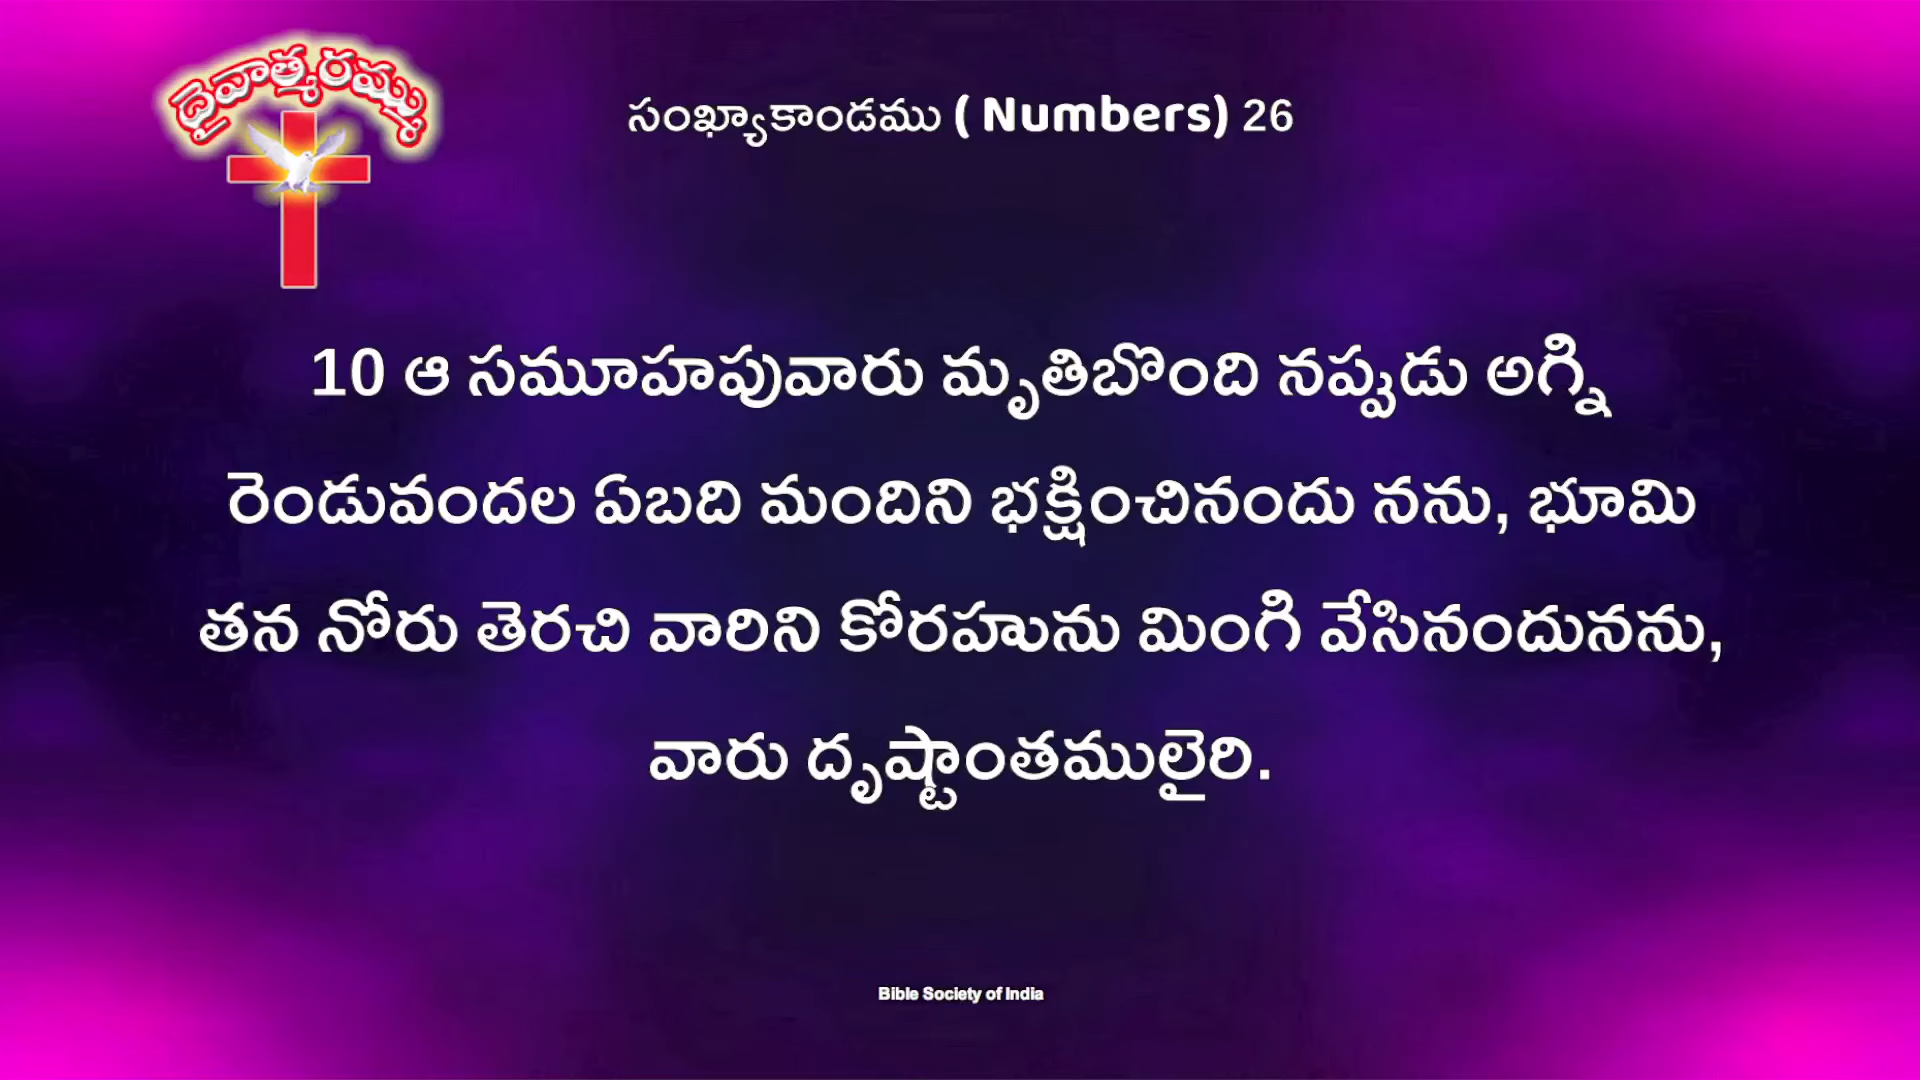 దైవాత్మరమ్ము
సంఖ్యాకాండము ( Numbers) 26
10 ఆ సమూహపువారు మృతిబొంది నప్పుడు అగ్ని
రెండువందల ఏబది మందిని భక్షించినందు నను, భూమి
తన నోరు తెరచి వారిని కోరహును మింగి వేసినందునను,
వారు దృష్టాంతములైరి.
Bible Society of India